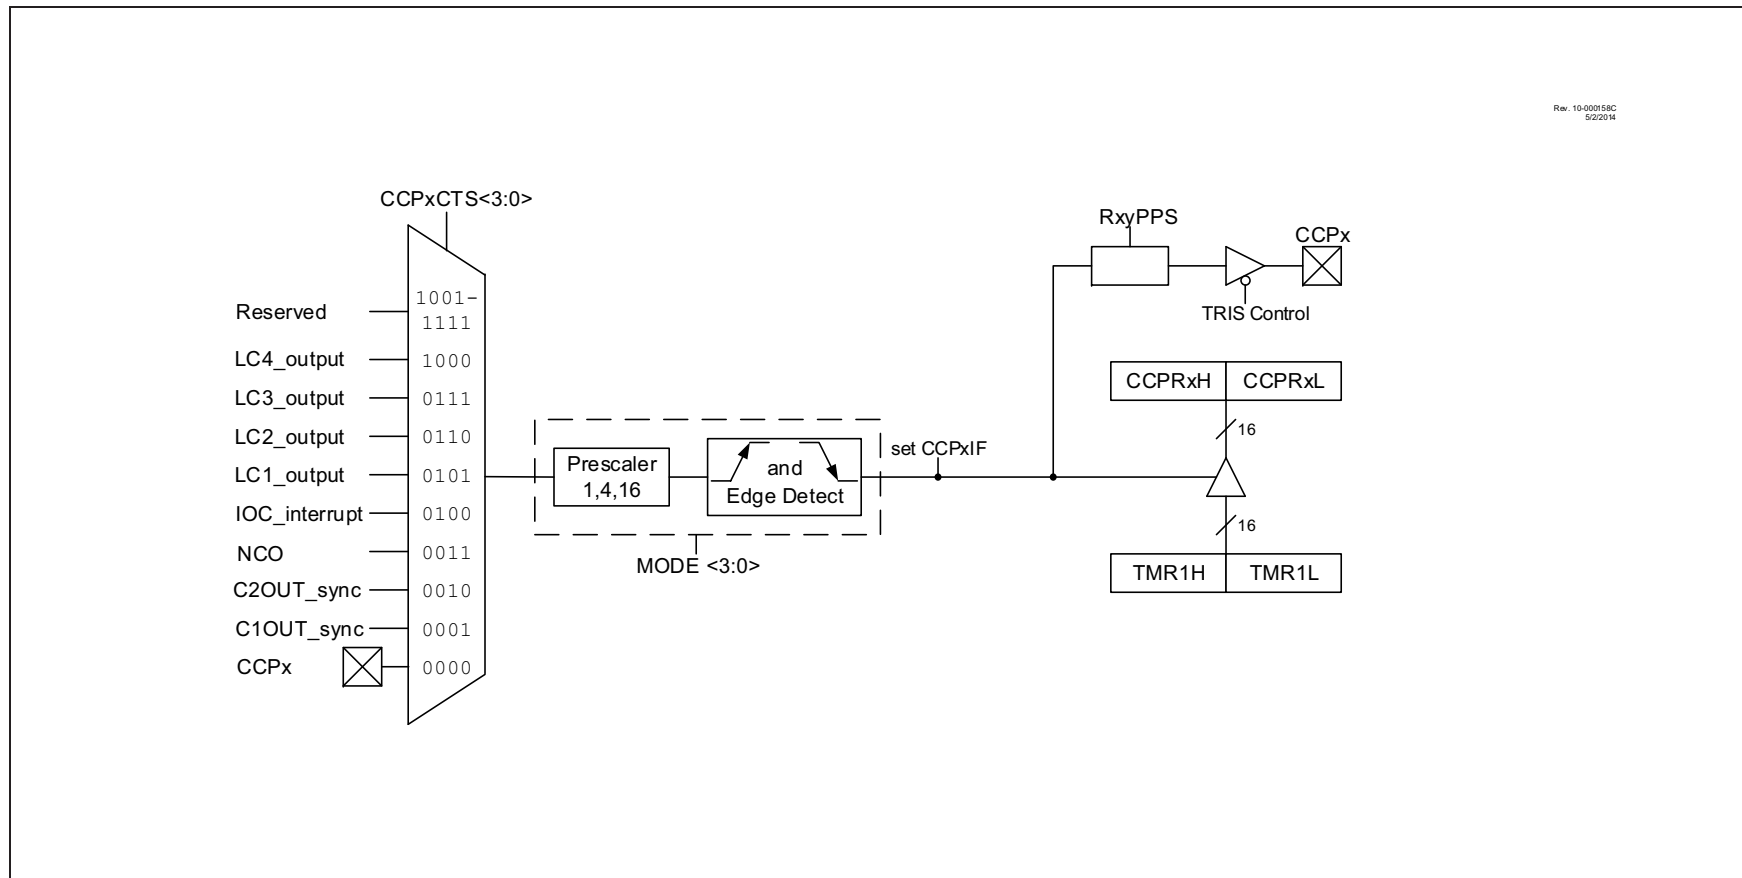 Rev. 10-000158C
5/2/2014
CCPxCTS<3:0>
RxyPPS
CCPx
TRIS Control
Reserved
1001-
1111
LC4_output
1000
LC3_output
0111
LC2_output
0110
LC1_output
0101
IOC_interrupt
0100
NCO
0011
C2OUT_sync
0010
C1OUT_sync
0001
CCPx
0000
Prescaler
1,4,16
and
Edge Detect
MODE <3:0>
set CCPxIF
CCPRxH
CCPRxL
16
16
TMR1H
TMR1L